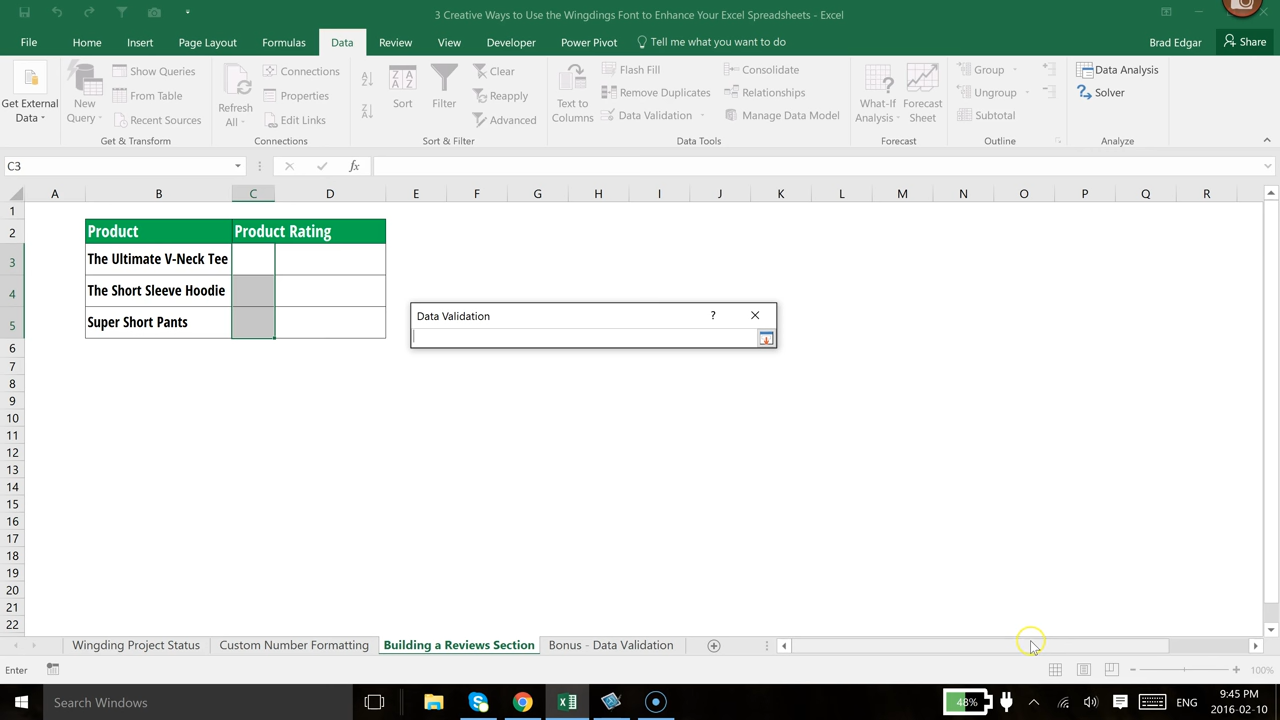 3 Creative Ways to Use the Wingdings Font to Enhance Your Excel Spreadsheets - Excel
File Home Insert Page Layout Formulas Data Review View Developer Power Pivot Tell me what you want to do Brad Edgar Share
Get External Data
New Query
Show Queries
From Table
Recent Sources
Get & Transform
Refresh All
Connections
Properties
Edit Links
Connections
Sort
Filter
Clear
Reapply
Advanced
Sort & Filter
Text to Columns
Flash Fill
Remove Duplicates
Data Validation
Consolidate
Relationships
Manage Data Model
Data Tools
What-If Analysis
Forecast Sheet
Forecast
Group
Ungroup
Subtotal
Outline
Data Analysis
Solver
Analyze
C3 fx
A B C D E F G H I J K L M N O P Q R
1
2 Product Product Rating
3 The Ultimate V-Neck Tee
4 The Short Sleeve Hoodie
5 Super Short Pants
Data Validation ?
6
7
8
9
10
11
12
13
14
15
16
17
18
19
20
21
22
Wingding Project Status Custom Number Formatting Building a Reviews Section Bonus - Data Validation
Enter 100%
Search Windows 48% ENG 9:45 PM
2016-02-10